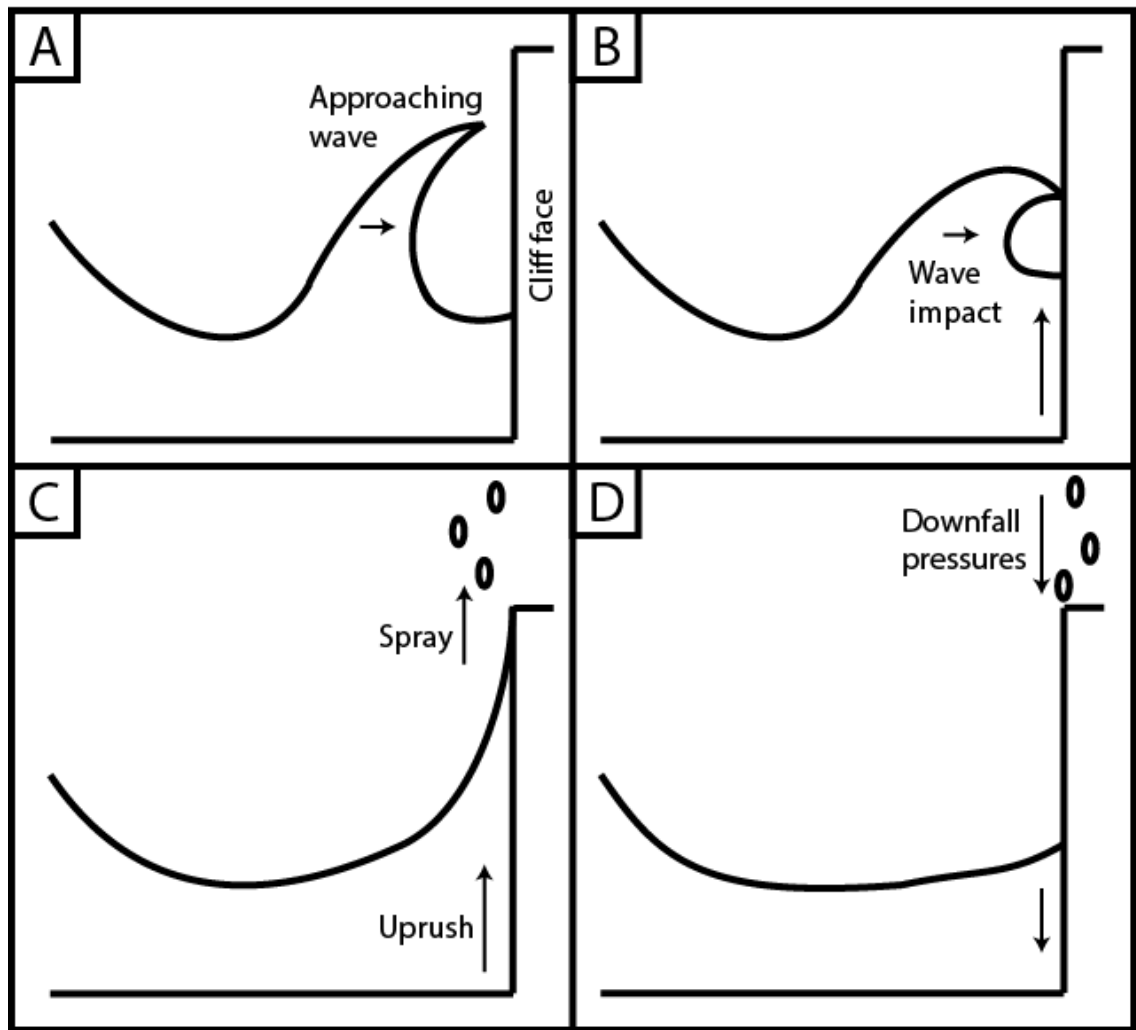 A
Approaching
wave
Cliff face
B
Wave
impact
C
Spray
Uprush
D
Downfall
pressures